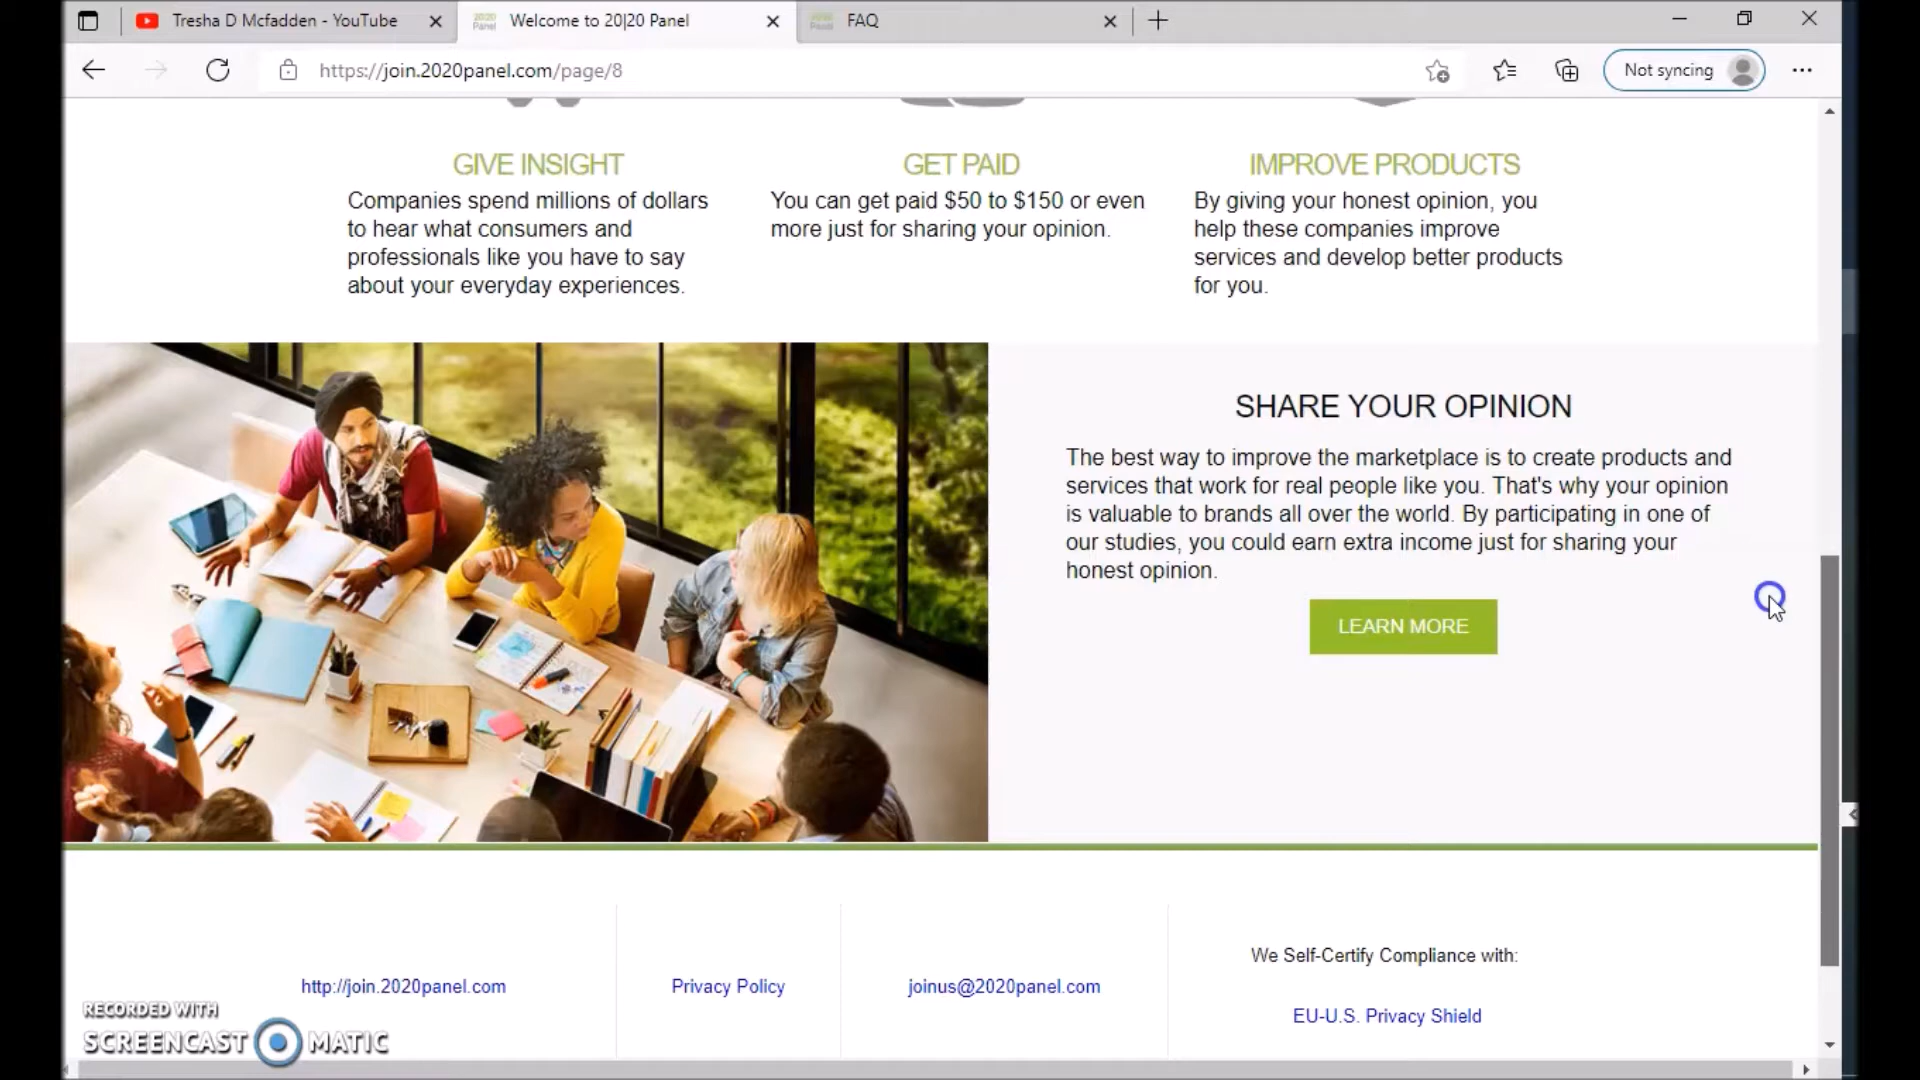 Tresha D Mcfadden - YouTube
20|20 Panel
Welcome to 20|20 Panel
FAQ
https://join.2020panel.com/page/8
Not syncing
GIVE INSIGHT
Companies spend millions of dollars
to hear what consumers and
professionals like you have to say
about your everyday experiences.
GET PAID
You can get paid $50 to $150 or even
more just for sharing your opinion.
IMPROVE PRODUCTS
By giving your honest opinion, you
help these companies improve
services and develop better products
for you.
SHARE YOUR OPINION
The best way to improve the marketplace is to create products and
services that work for real people like you. That's why your opinion
is valuable to brands all over the world. By participating in one of
our studies, you could earn extra income just for sharing your
honest opinion.
LEARN MORE
http://join.2020panel.com
Privacy Policy
joinus@2020panel.com
We Self-Certify Compliance with:
EU-U.S. Privacy Shield
RECORDED WITH
SCREENCAST MATIC